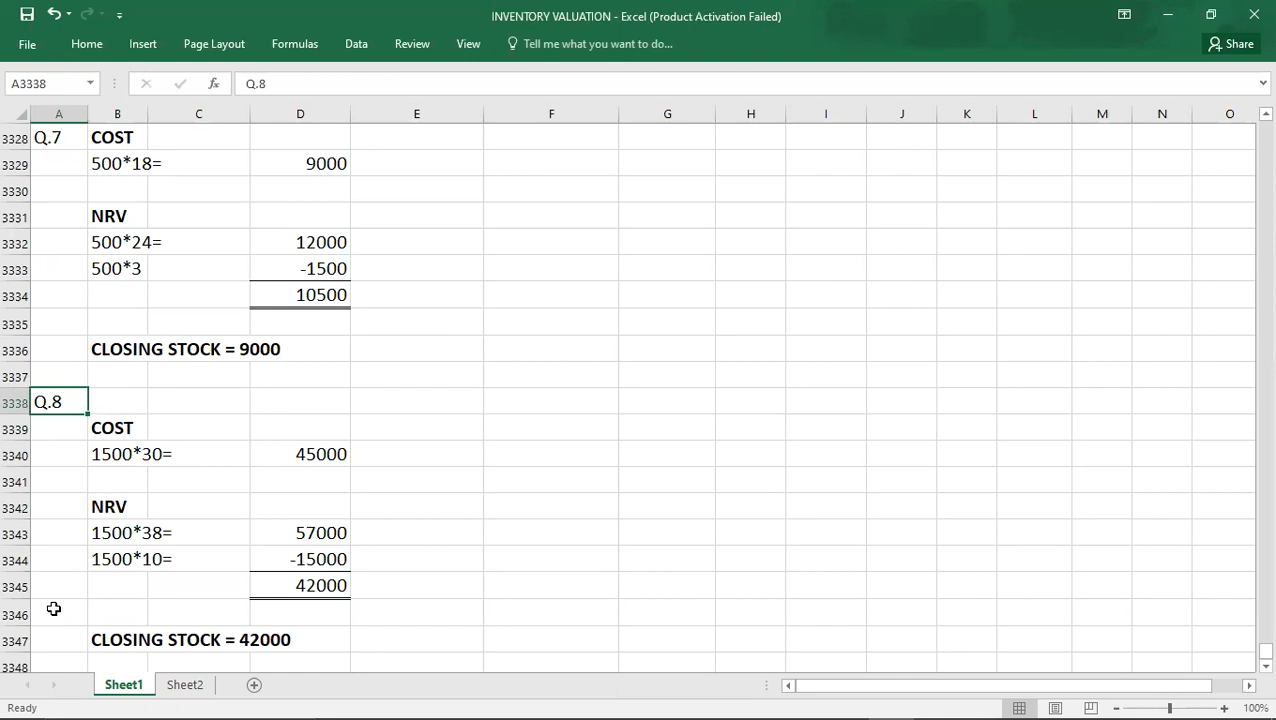 INVENTORY VALUATION - Excel (Product Activation Failed)
File Home Insert Page Layout Formulas Data Review View Tell me what you want to do... Share
A3338 fx Q.8
A B C D E F G H I J K L M N O
3328 Q.7 COST
3329 500*18= 9000
3330
3331 NRV
3332 500*24= 12000
3333 500*3 -1500
3334 10500
3335
3336 CLOSING STOCK = 9000
3337
3338 Q.8
3339 COST
3340 1500*30= 45000
3341
3342 NRV
3343 1500*38= 57000
3344 1500*10= -15000
3345 42000
3346
3347 CLOSING STOCK = 42000
3348
Sheet1 Sheet2
Ready 100%